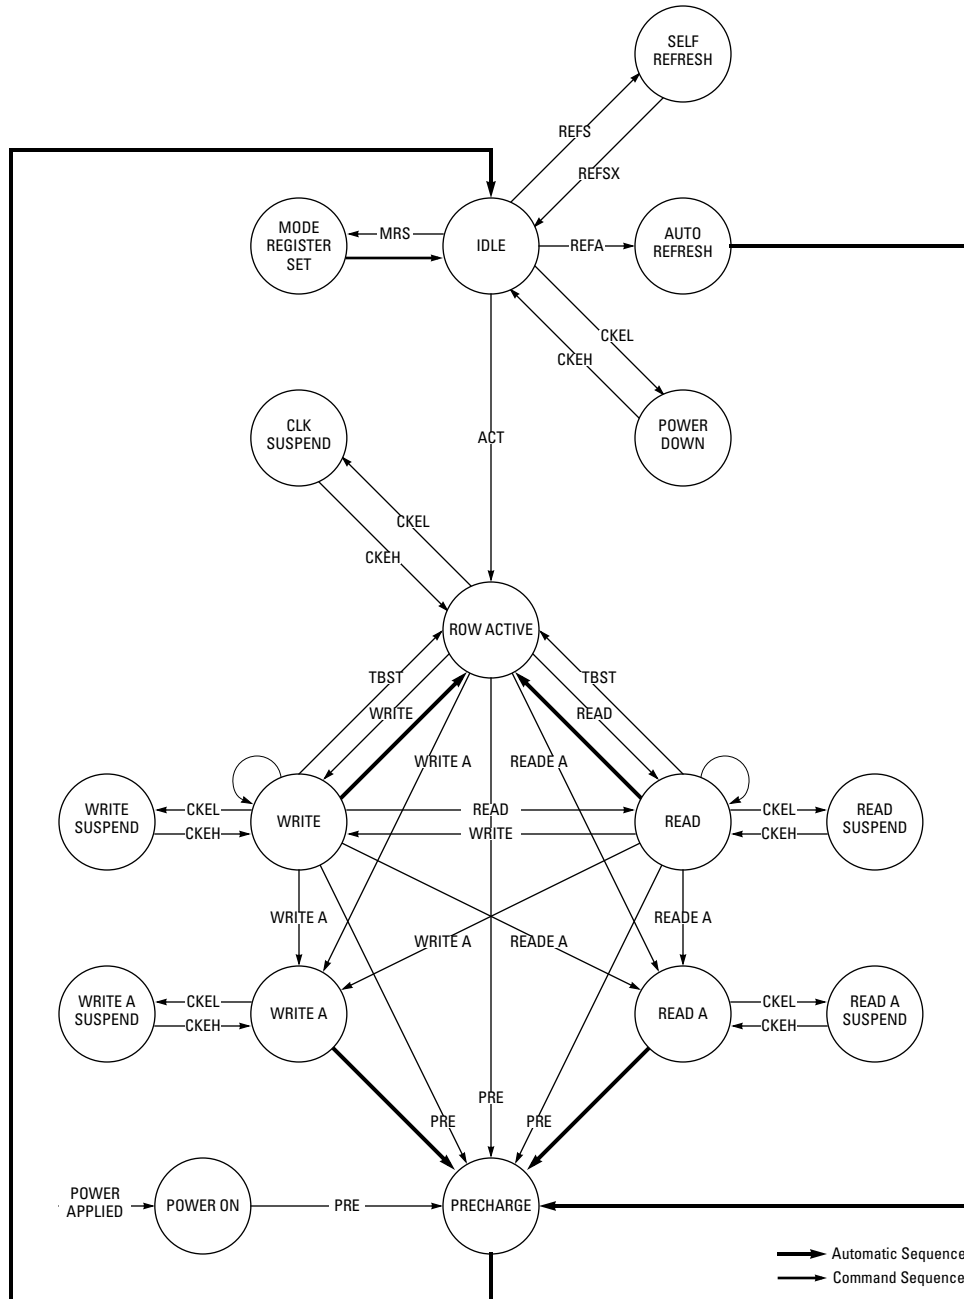 SELF
REFRESH
REFS
REFSX
MODE
REGISTER
SET
MRS
IDLE
REFA
AUTO
REFRESH
CKEL
CKEH
CLK
SUSPEND
ACT
POWER
DOWN
CKEL
CKEH
ROW ACTIVE
TBST
TBST
WRITE
READ
WRITE A
READE A
WRITE
SUSPEND
CKEL
CKEH
WRITE
READ
WRITE
READ
CKEL
CKEH
READ
SUSPEND
WRITE A
READE A
WRITE A
READE A
WRITE A
SUSPEND
CKEL
CKEH
WRITE A
READ A
CKEL
CKEH
READ A
SUSPEND
PRE
PRE
PRE
POWER
APPLIED
POWER ON
PRE
PRECHARGE
Automatic Sequence
Command Sequence